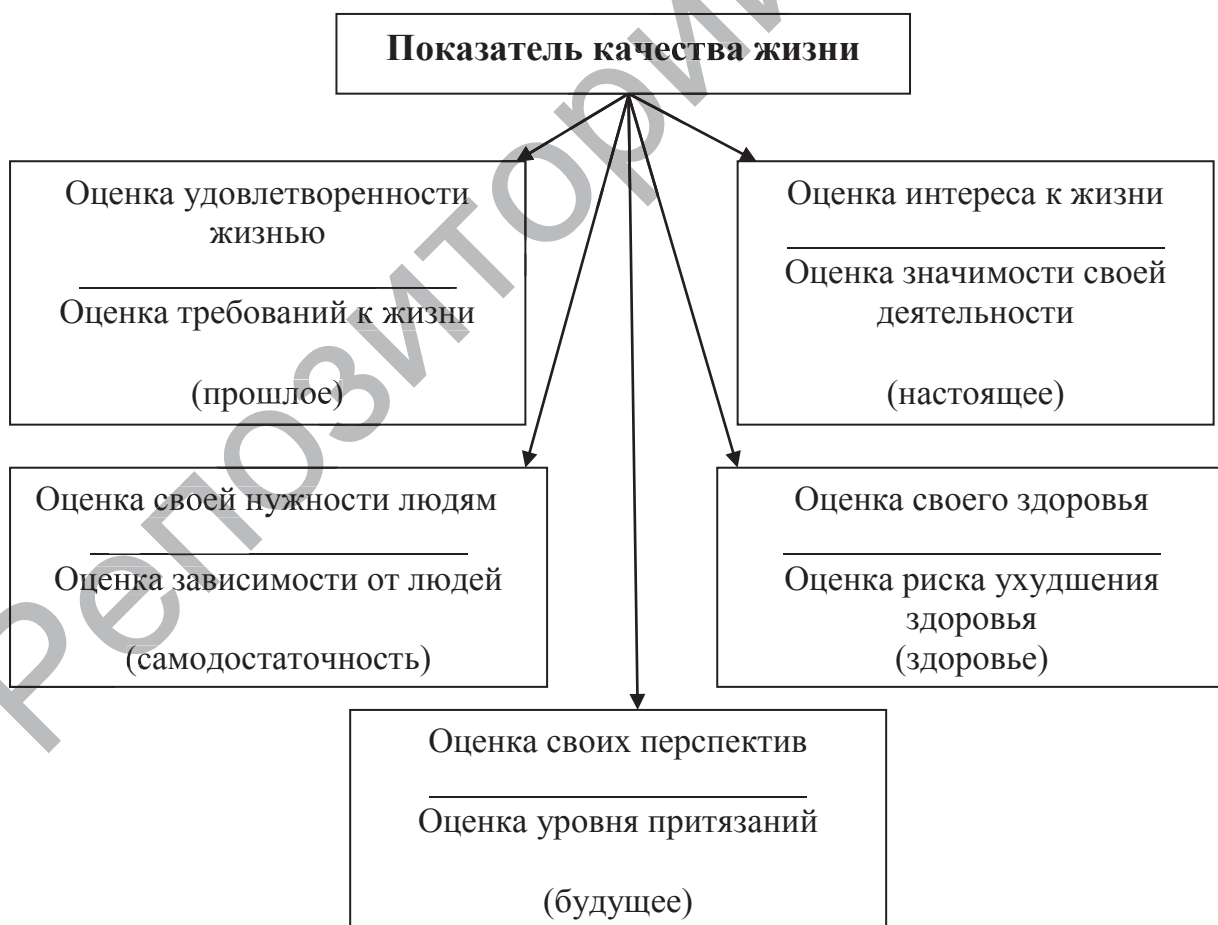 Показатель качества жизни
Оценка удовлетворенности
жизнью
Оценка требований к жизни
(прошлое)
Оценка интереса к жизни
Оценка значимости своей
деятельности
(настоящее)
Оценка своей нужности людям
Оценка зависимости от людей
(самодостаточность)
Оценка своего здоровья
Оценка риска ухудшения
здоровья
(здоровье)
Оценка своих перспектив
Оценка уровня притязаний
(будущее)
Репозитори